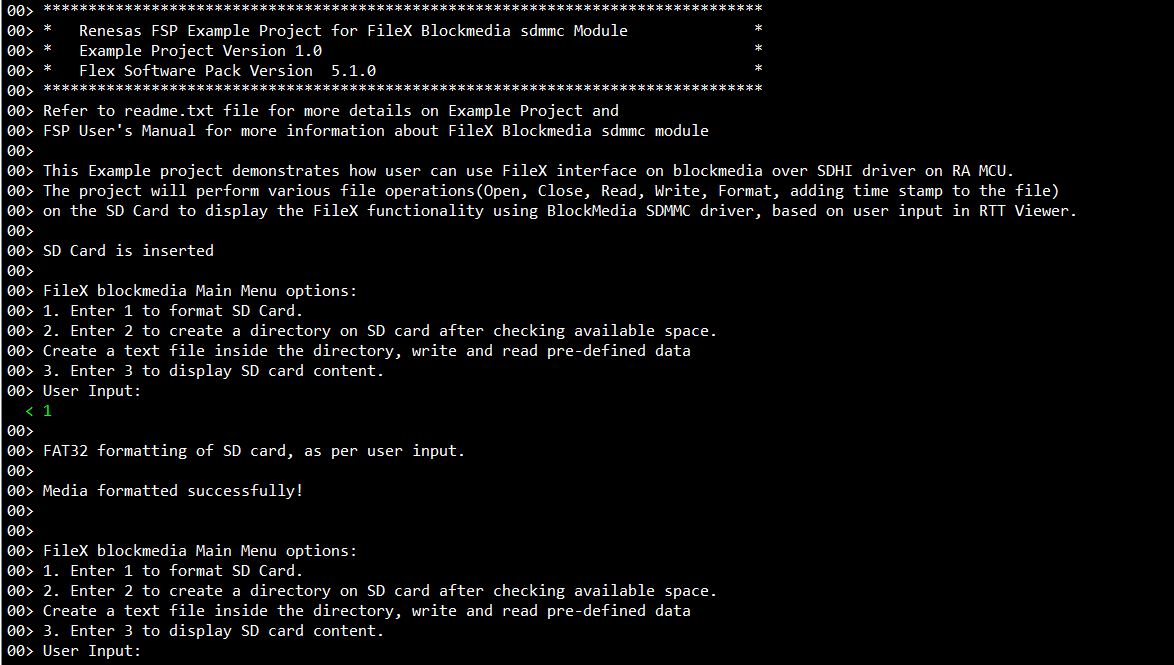 00> ********************************************************************************
00> *   Renesas FSP Example Project for FileX Blockmedia sdmmc Module              *
00> *   Example Project Version 1.0                                                *
00> *   Flex Software Pack Version  5.1.0                                          *
00> ********************************************************************************
00> Refer to readme.txt file for more details on Example Project and
00> FSP User's Manual for more information about FileX Blockmedia sdmmc module
00>
00> This Example project demonstrates how user can use FileX interface on blockmedia over SDHI driver on RA MCU.
00> The project will perform various file operations(Open, Close, Read, Write, Format, adding time stamp to the file)
00> on the SD Card to display the FileX functionality using BlockMedia SDMMC driver, based on user input in RTT Viewer.
00>
00> SD Card is inserted
00>
00> FileX blockmedia Main Menu options:
00> 1. Enter 1 to format SD Card.
00> 2. Enter 2 to create a directory on SD card after checking available space.
00> Create a text file inside the directory, write and read pre-defined data
00> 3. Enter 3 to display SD card content.
00> User Input:
< 1
00>
00> FAT32 formatting of SD card, as per user input.
00>
00> Media formatted successfully!
00>
00>
00> FileX blockmedia Main Menu options:
00> 1. Enter 1 to format SD Card.
00> 2. Enter 2 to create a directory on SD card after checking available space.
00> Create a text file inside the directory, write and read pre-defined data
00> 3. Enter 3 to display SD card content.
00> User Input: